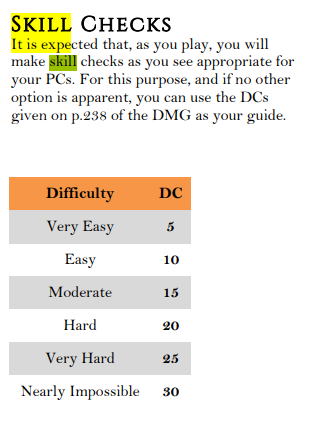 SKILL CHECKS
It is expected that, as you play, you will
make skill checks as you see appropriate for
your PCs. For this purpose, and if no other
option is apparent, you can use the DCs
given on p.238 of the DMG as your guide.
Difficulty DC
Very Easy 5
Easy 10
Moderate 15
Hard 20
Very Hard 25
Nearly Impossible 30